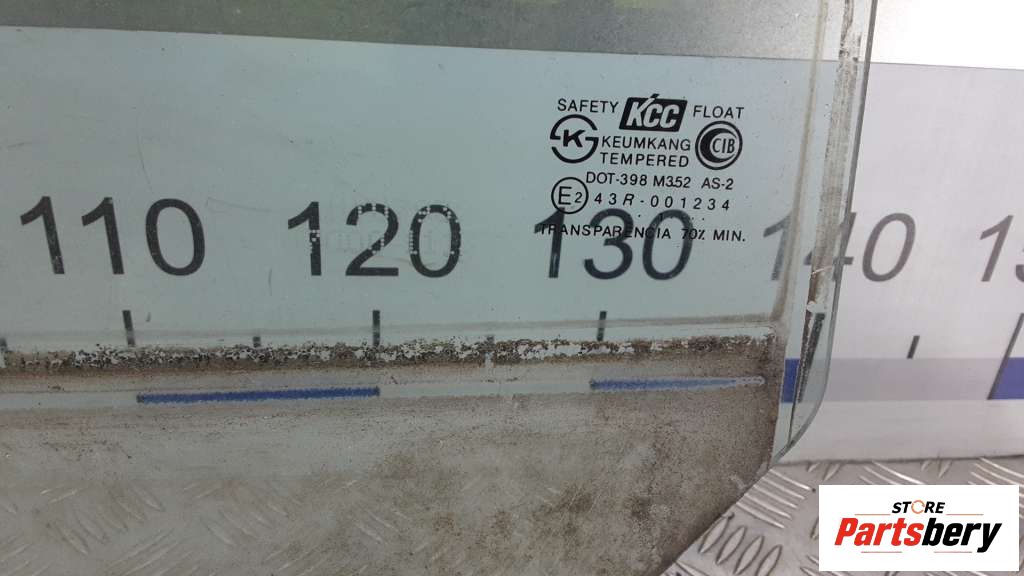 SAFETY KCC FLOAT
K KEUMKANG CIB
TEMPERED
DOT-398 M352 AS-2
E2 43R-001234
TRANSPARENCIA 70% MIN.
110 120 130 140
STORE
Partsbery